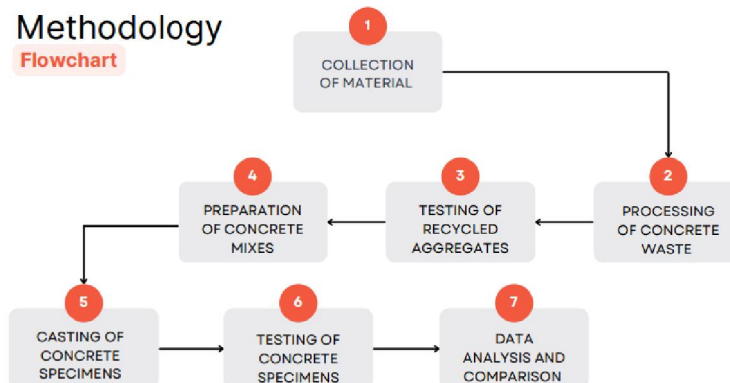 Methodology
Flowchart
1
COLLECTION
OF MATERIAL
2
PROCESSING
OF CONCRETE
WASTE
3
TESTING OF
RECYCLED
AGGREGATES
4
PREPARATION
OF CONCRETE
MIXES
5
CASTING OF
CONCRETE
SPECIMENS
6
TESTING OF
CONCRETE
SPECIMENS
7
DATA
ANALYSIS AND
COMPARISON